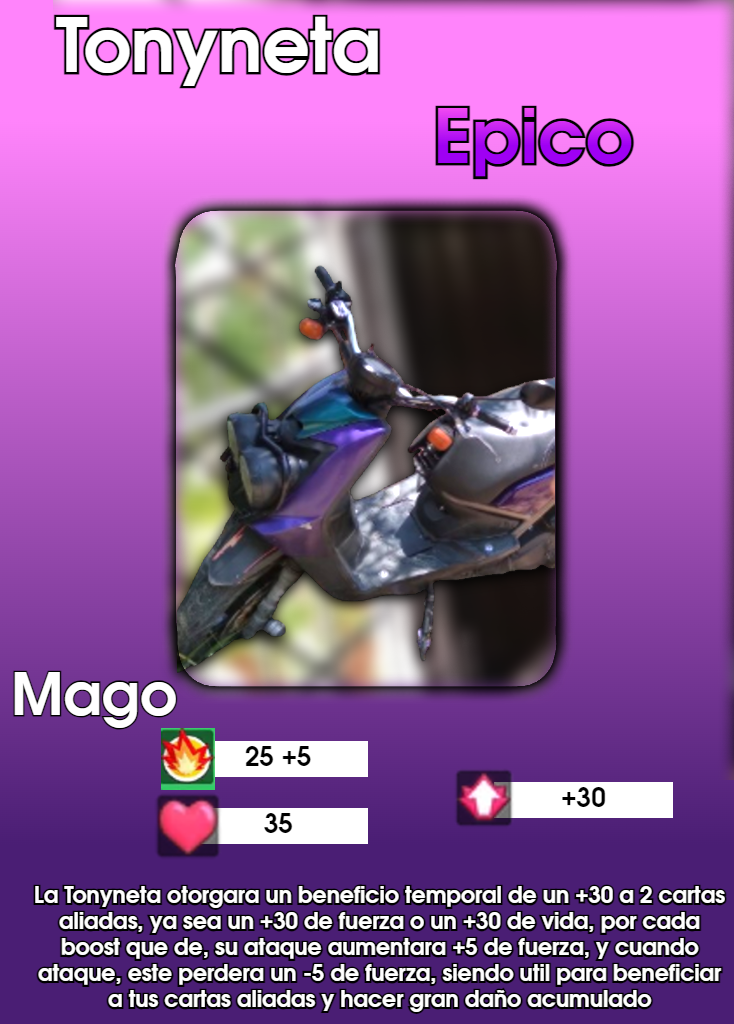 Tonyneta
Epico
Mago
25 +5
+30
35
La Tonyneta otorgara un beneficio temporal de un +30 a 2 cartas
aliadas, ya sea un +30 de fuerza o un +30 de vida, por cada
boost que de, su ataque aumentara +5 de fuerza, y cuando
ataque, este perdera un -5 de fuerza, siendo util para beneficiar
a tus cartas aliadas y hacer gran daño acumulado